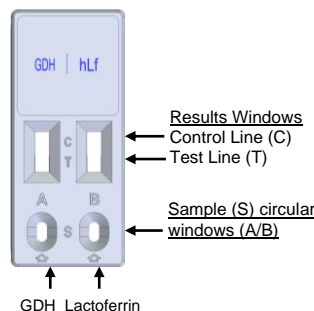 GDH | hLf
Results Windows
C Control Line (C)
T Test Line (T)
A B
Sample (S) circular
S windows (A/B)
GDH Lactoferrin